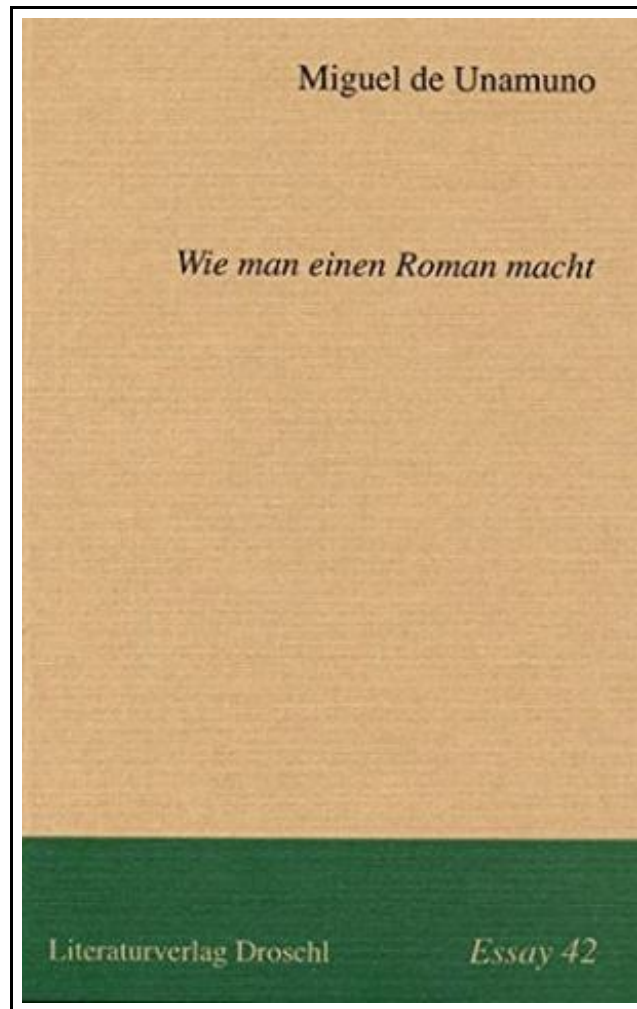 Miguel de Unamuno
Wie man einen Roman macht
Literaturverlag Droschl Essay 42